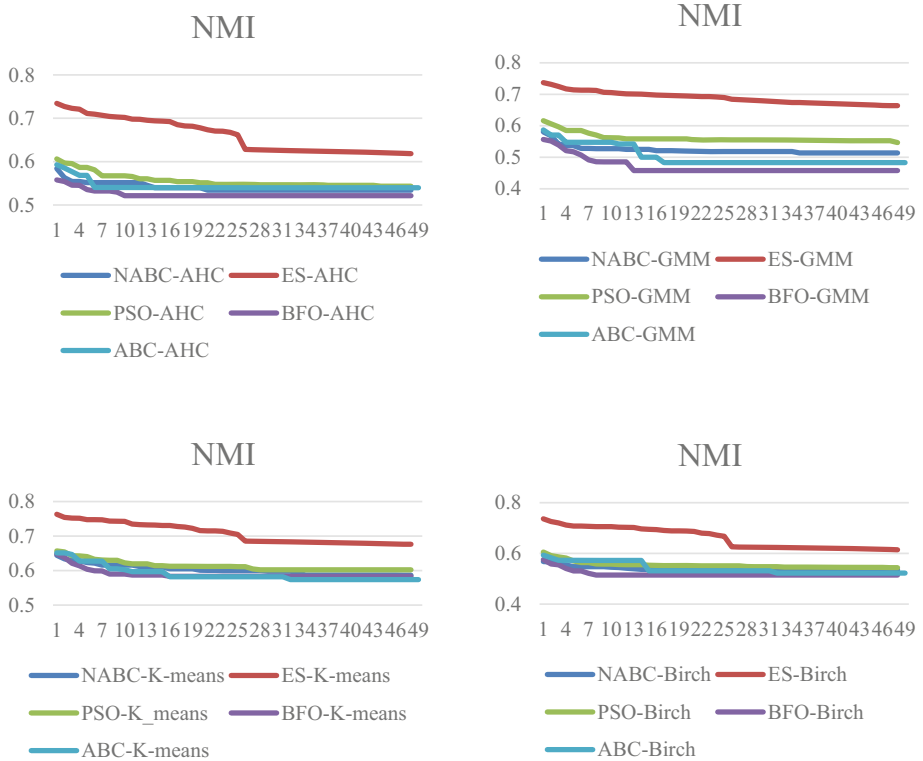 NMI
0.8
0.7
0.6
0.5
1 4 7 10 13 16 19 22 25 28 31 34 37 40 43 46 49
NABC-AHC ES-AHC
PSO-AHC BFO-AHC
ABC-AHC
NMI
0.8
0.7
0.6
0.5
0.4
1 4 7 10 13 16 19 22 25 28 31 34 37 40 43 46 49
NABC-GMM ES-GMM
PSO-GMM BFO-GMM
ABC-GMM
NMI
0.8
0.7
0.6
0.5
1 4 7 10 13 16 19 22 25 28 31 34 37 40 43 46 49
NABC-K-means ES-K-means
PSO-K_means BFO-K-means
ABC-K-means
NMI
0.8
0.6
0.4
1 4 7 10 13 16 19 22 25 28 31 34 37 40 43 46 49
NABC-Birch ES-Birch
PSO-Birch BFO-Birch
ABC-Birch